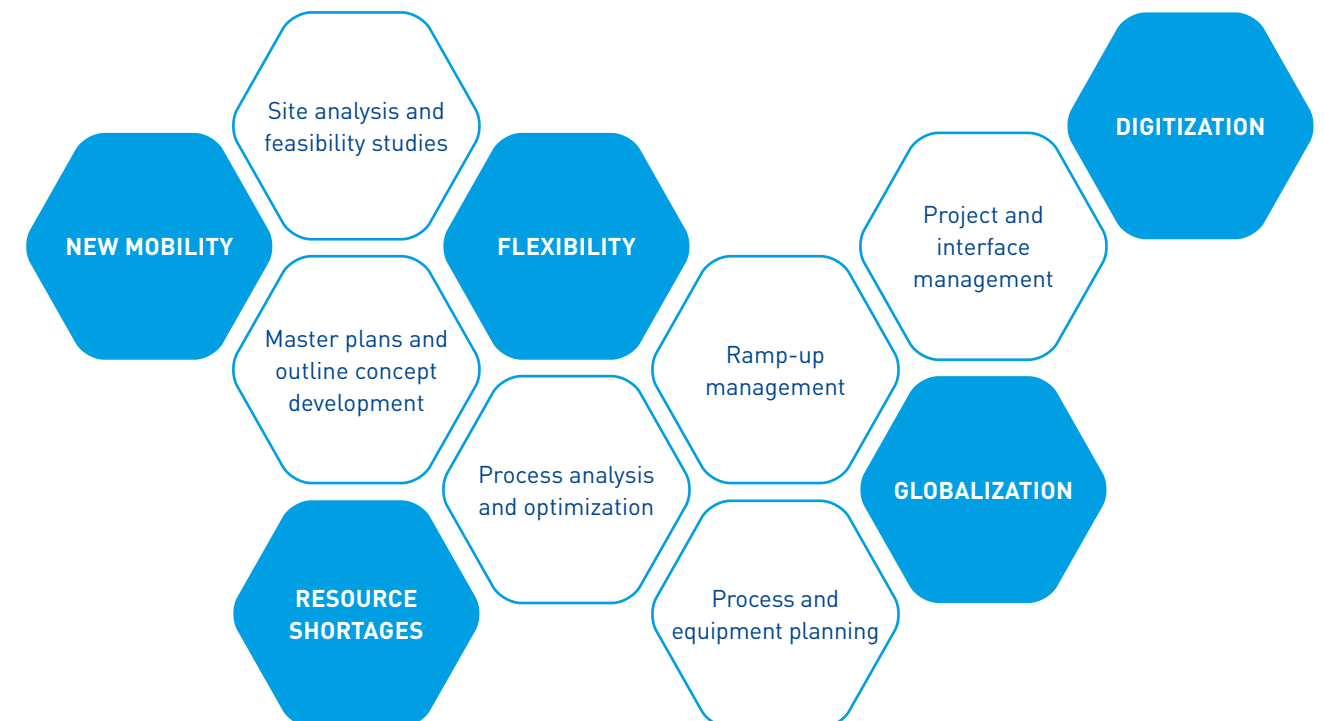 Site analysis and
feasibility studies
DIGITIZATION
NEW MOBILITY
FLEXIBILITY
Project and
interface
management
Master plans and
outline concept
development
Ramp-up
management
Process analysis
and optimization
GLOBALIZATION
RESOURCE
SHORTAGES
Process and
equipment planning